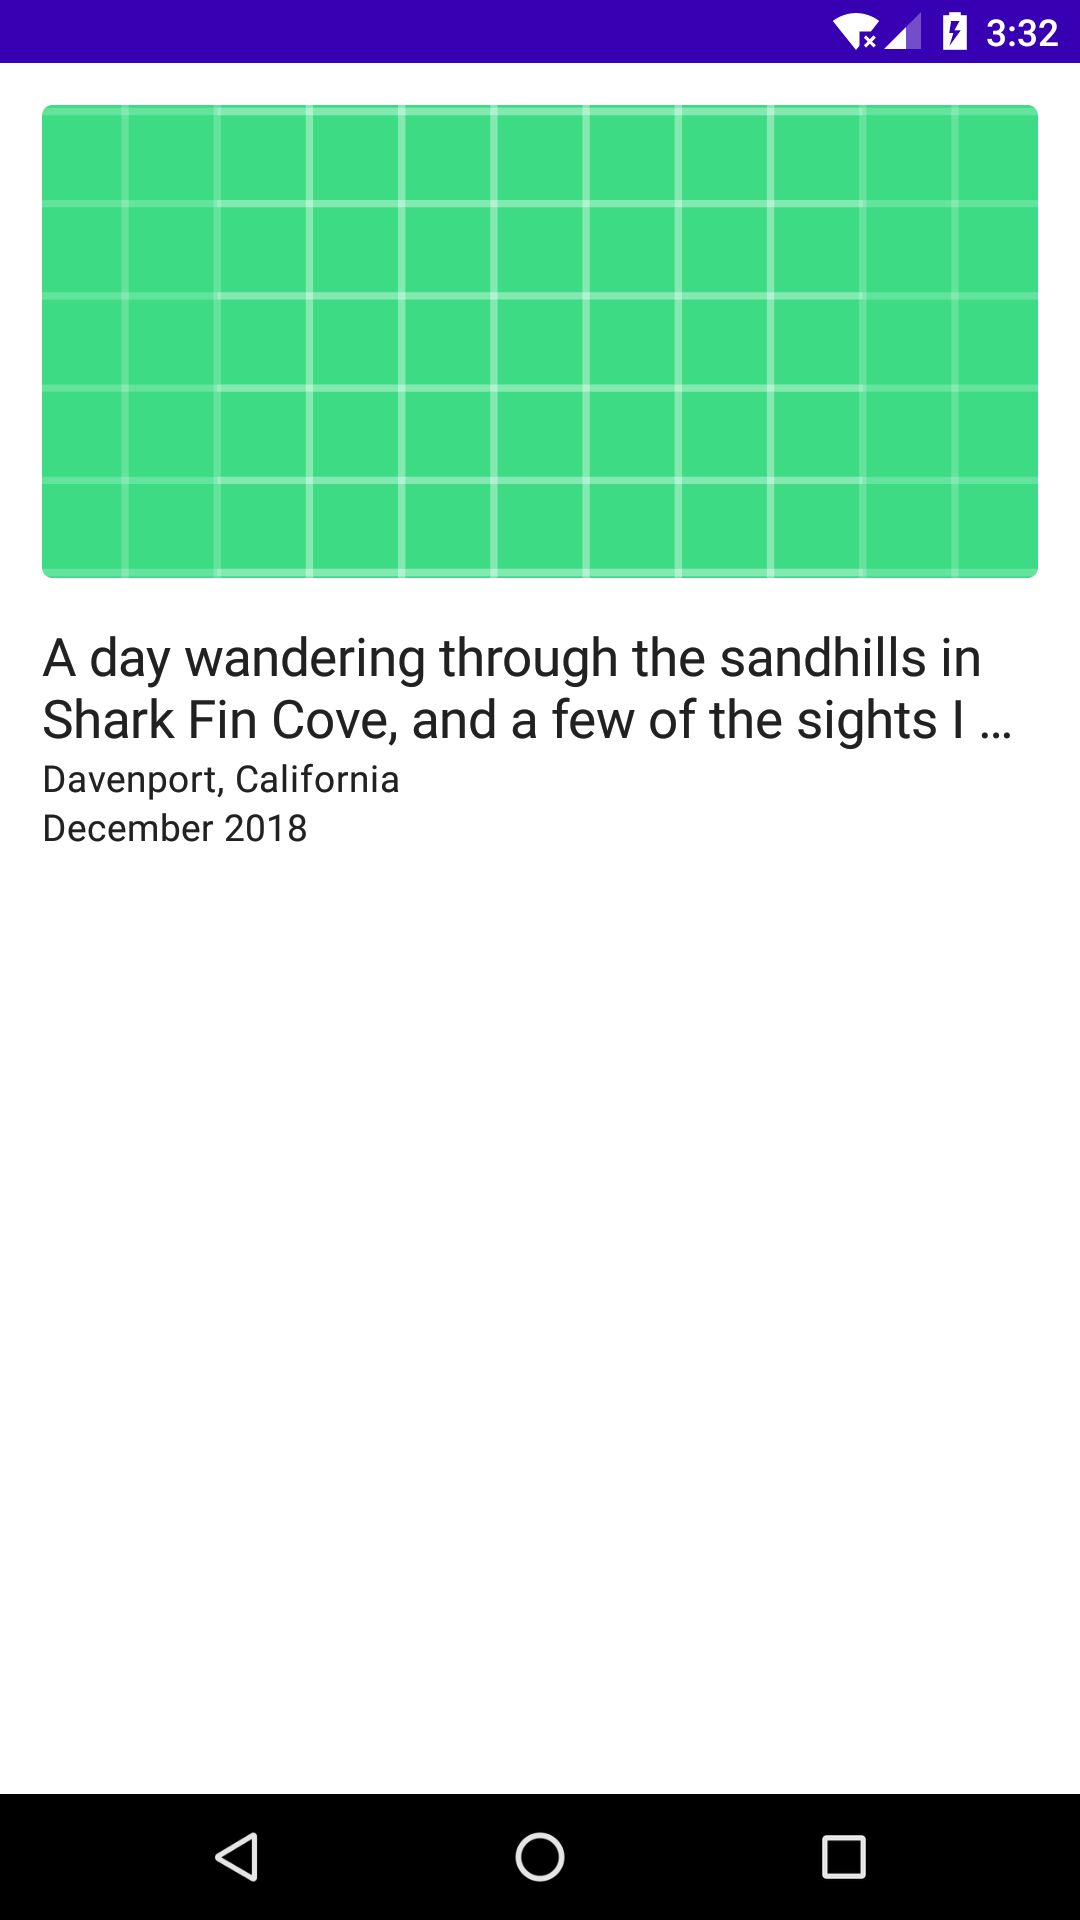 3:32
A day wandering through the sandhills in
Shark Fin Cove, and a few of the sights I …
Davenport, California
December 2018